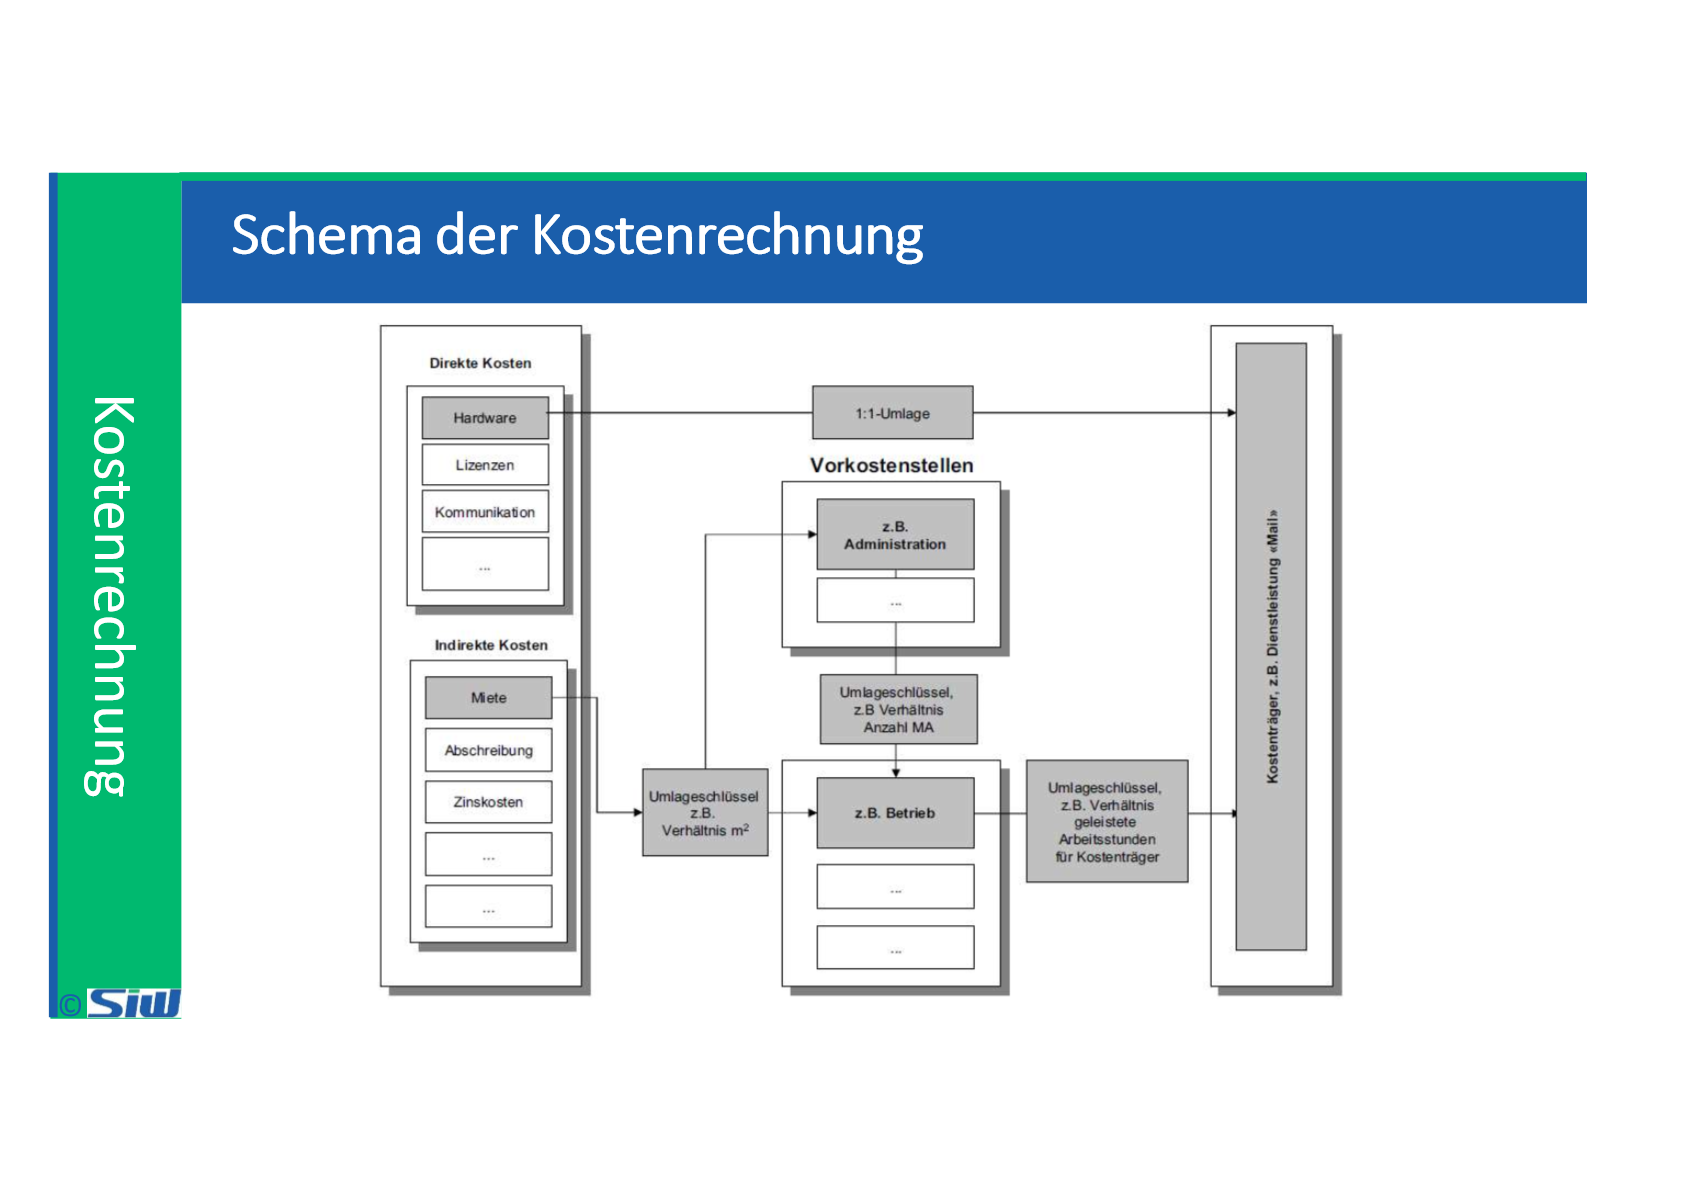 Schema der Kostenrechnung
Kostenrechnung
© SiW
Direkte Kosten
Hardware
Lizenzen
Kommunikation
...
Indirekte Kosten
Miete
Abschreibung
Zinskosten
...
...
Umlageschlüssel
z.B.
Verhältnis m²
1:1-Umlage
Vorkostenstellen
z.B.
Administration
...
Umlageschlüssel,
z.B Verhältnis
Anzahl MA
z.B. Betrieb
...
...
Umlageschlüssel,
z.B. Verhältnis
geleistete
Arbeitsstunden
für Kostenträger
Kostenträger, z.B. Dienstleistung «Mail»